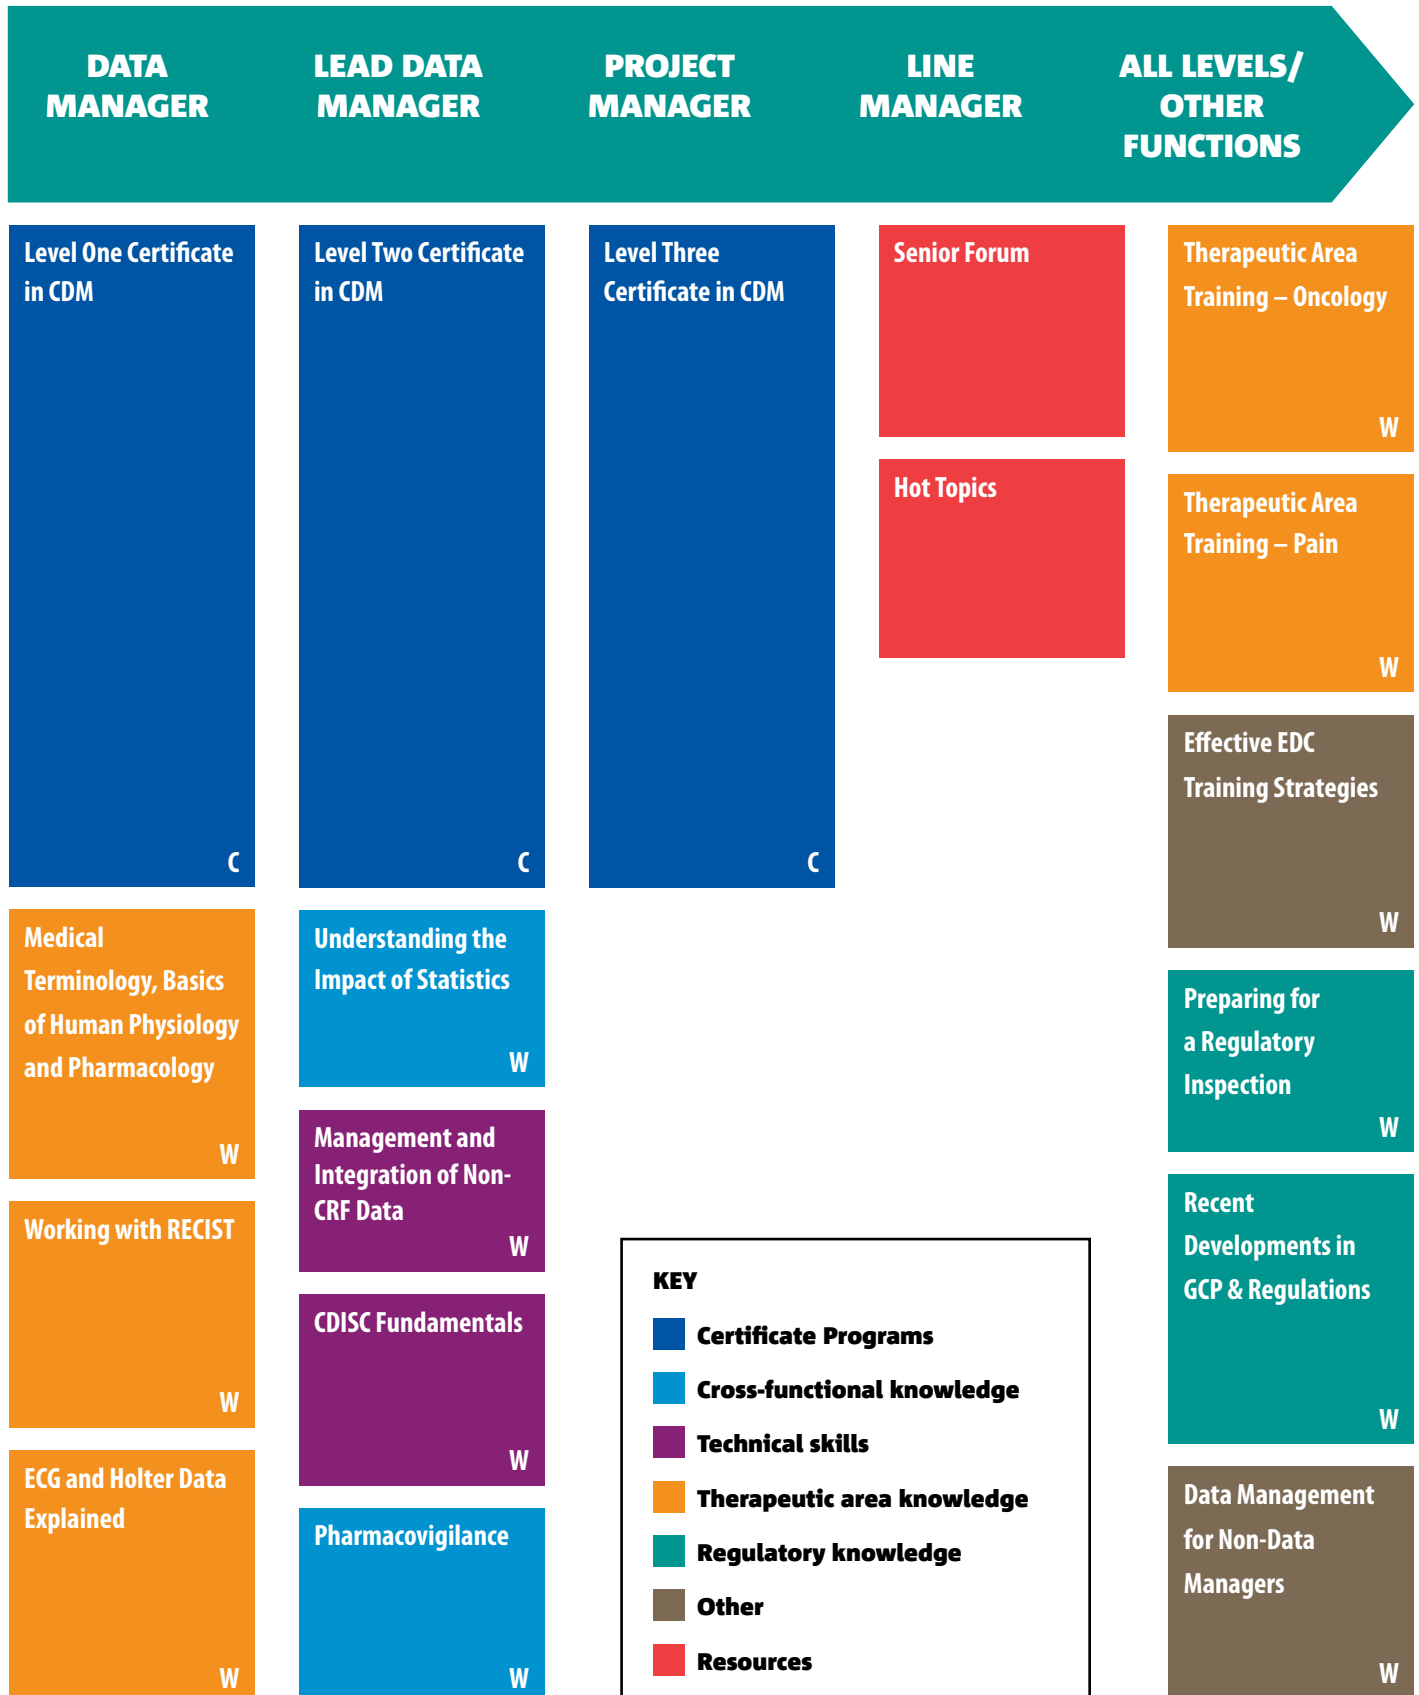 DATA
MANAGER
LEAD DATA
MANAGER
PROJECT
MANAGER
LINE
MANAGER
ALL LEVELS/
OTHER
FUNCTIONS
Level One Certificate
in CDM
C
Medical
Terminology, Basics
of Human Physiology
and Pharmacology
W
Working with RECIST
W
ECG and Holter Data
Explained
W
Level Two Certificate
in CDM
C
Understanding the
Impact of Statistics
W
Management and
Integration of Non-
CRF Data
W
CDISC Fundamentals
W
Pharmacovigilance
W
Level Three
Certificate in CDM
C
Senior Forum
Hot Topics
Therapeutic Area
Training – Oncology
W
Therapeutic Area
Training – Pain
W
Effective EDC
Training Strategies
W
Preparing for
a Regulatory
Inspection
W
Recent
Developments in
GCP & Regulations
W
Data Management
for Non-Data
Managers
W
KEY
Certificate Programs
Cross-functional knowledge
Technical skills
Therapeutic area knowledge
Regulatory knowledge
Other
Resources